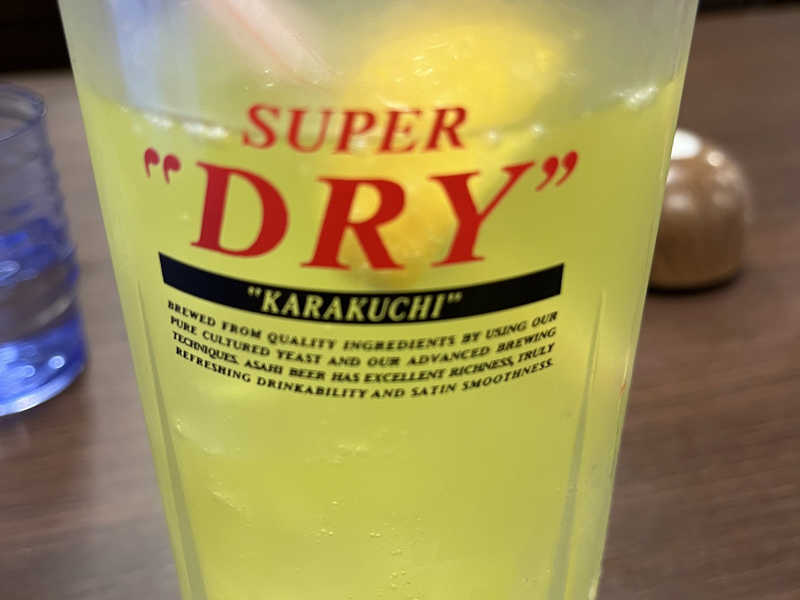 SUPER
"DRY"
"KARAKUCHI"
BREWED FROM QUALITY INGREDIENTS BY USING OUR
PURE CULTURED YEAST AND OUR ADVANCED BREWING
TECHNIQUES. ASAHI BEER HAS EXCELLENT RICHNESS, TRULY
REFRESHING DRINKABILITY AND SATIN SMOOTHNESS.